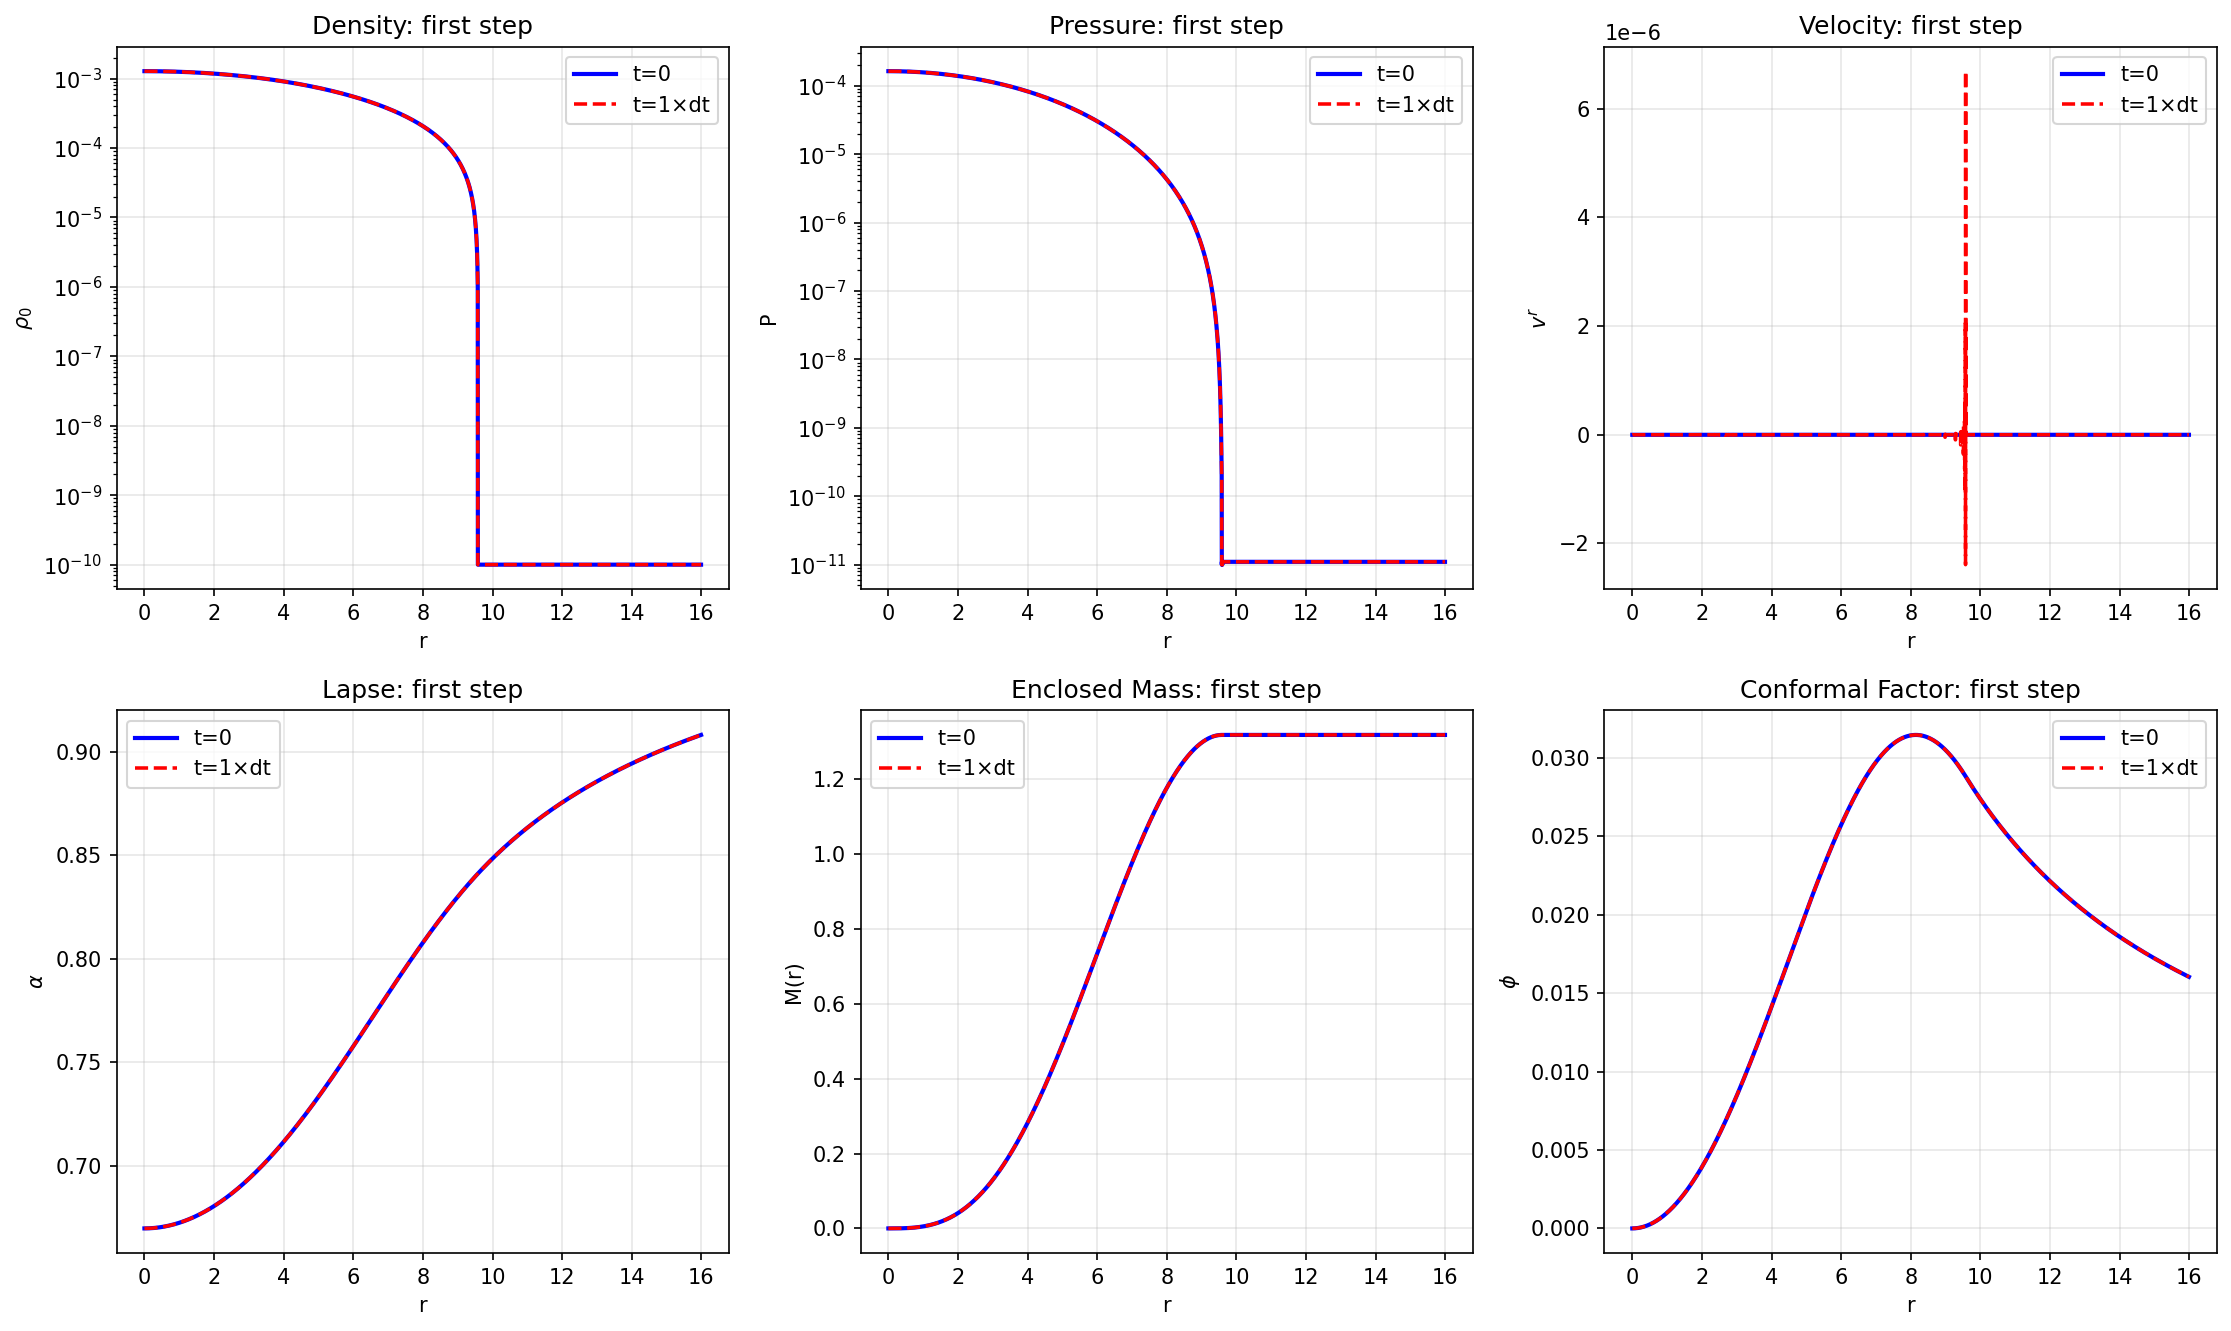 Density: first step
ρ₀
10⁻³
10⁻⁴
10⁻⁵
10⁻⁶
10⁻⁷
10⁻⁸
10⁻⁹
10⁻¹⁰
t=0
t=1×dt
0 2 4 6 8 10 12 14 16
r
Pressure: first step
P
10⁻⁴
10⁻⁵
10⁻⁶
10⁻⁷
10⁻⁸
10⁻⁹
10⁻¹⁰
10⁻¹¹
t=0
t=1×dt
0 2 4 6 8 10 12 14 16
r
Velocity: first step
1e−6
vʳ
6
4
2
0
−2
t=0
t=1×dt
0 2 4 6 8 10 12 14 16
r
Lapse: first step
α
0.90
0.85
0.80
0.75
0.70
t=0
t=1×dt
0 2 4 6 8 10 12 14 16
r
Enclosed Mass: first step
M(r)
1.2
1.0
0.8
0.6
0.4
0.2
0.0
t=0
t=1×dt
0 2 4 6 8 10 12 14 16
r
Conformal Factor: first step
ϕ
0.030
0.025
0.020
0.015
0.010
0.005
0.000
t=0
t=1×dt
0 2 4 6 8 10 12 14 16
r